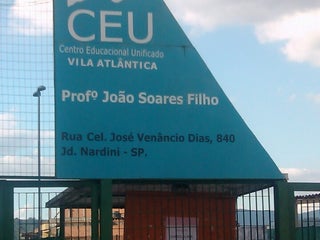 CEU
Centro Educacional Unificado
VILA ATLÂNTICA
Profº João Soares Filho
Rua Cel. José Venâncio Dias, 840
Jd. Nardini - SP.